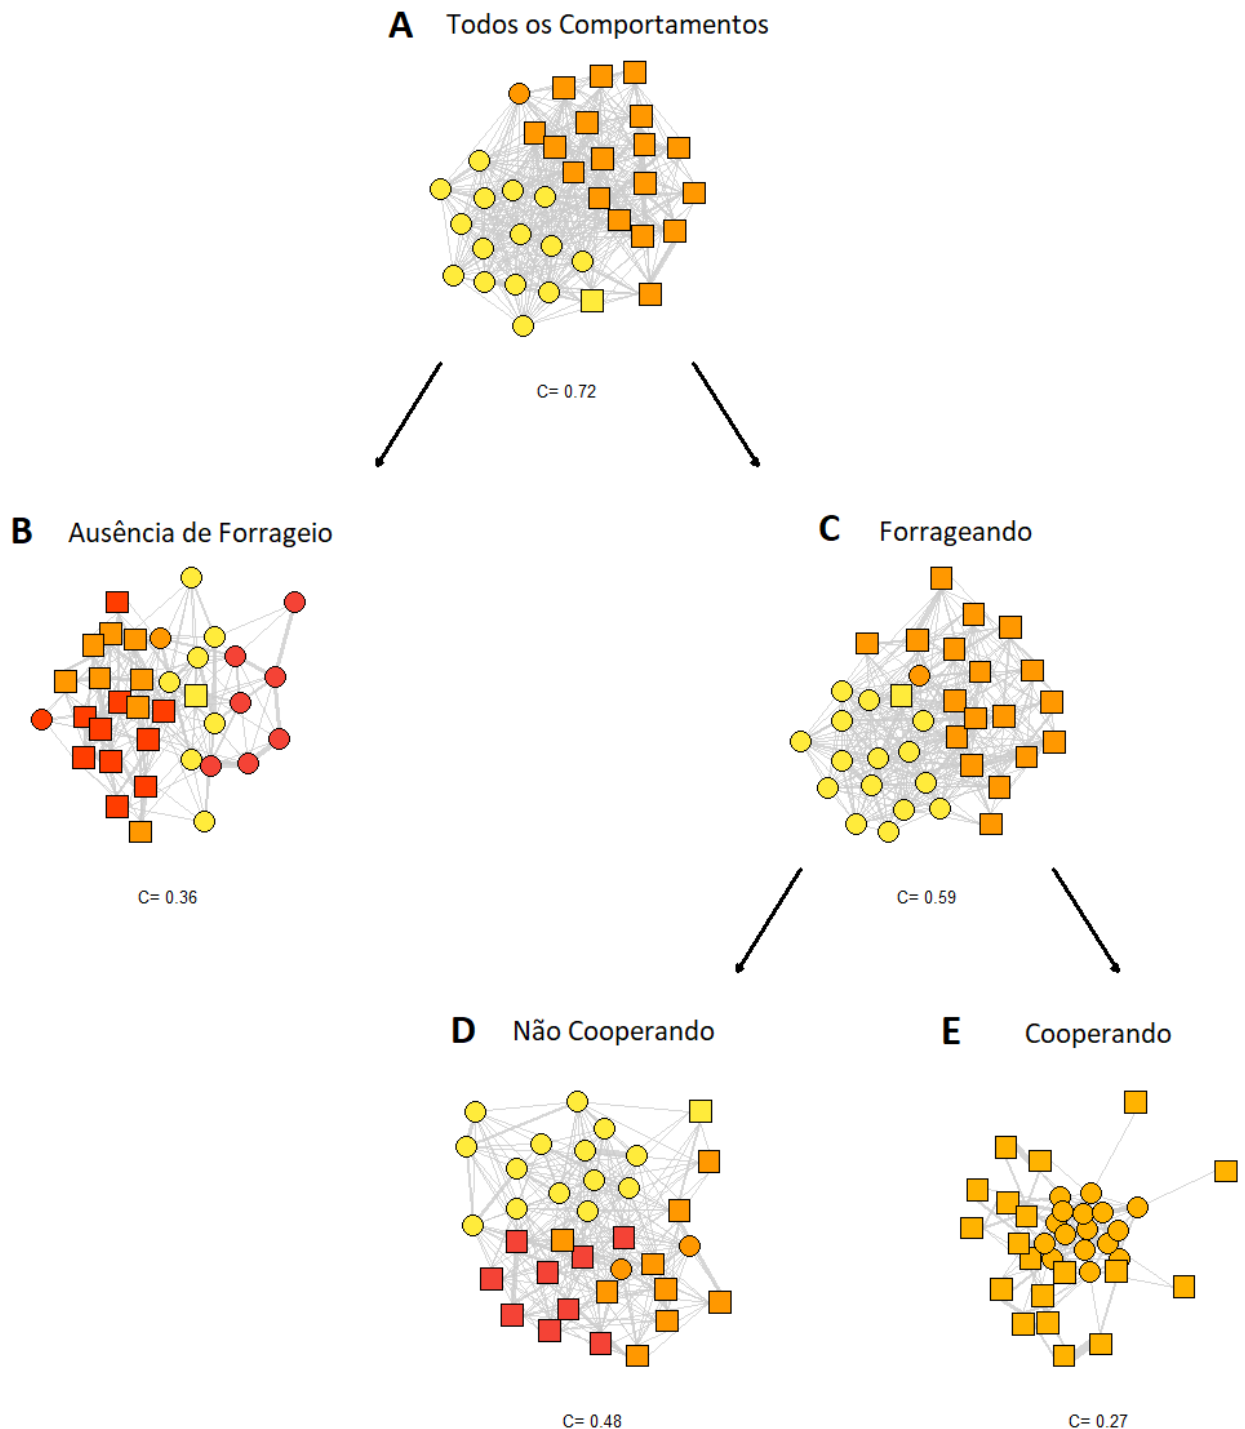 A Todos os Comportamentos
C= 0.72
B Ausência de Forrageio
C Forrageando
C= 0.36
C= 0.59
D Não Cooperando
E Cooperando
C= 0.48
C= 0.27